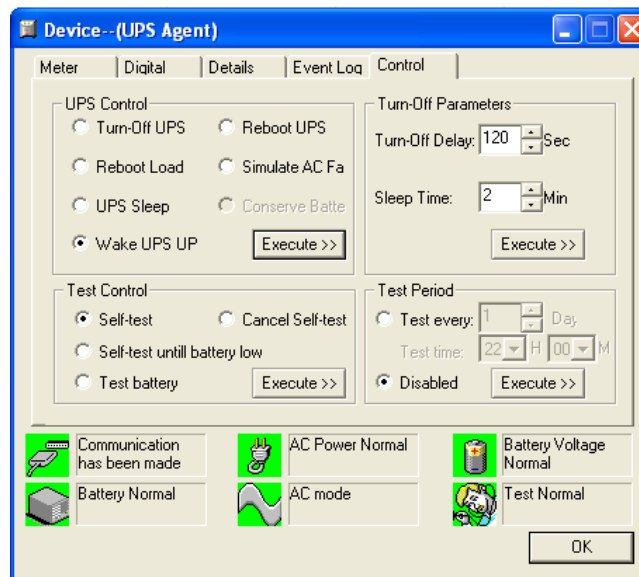 Device--(UPS Agent)
Meter Digital Details Event Log Control
UPS Control
Turn-Off UPS Reboot UPS
Reboot Load Simulate AC Fa
UPS Sleep Conserve Batte
Wake UPS UP Execute >>
Turn-Off Parameters
Turn-Off Delay: 120 Sec
Sleep Time: 2 Min
Execute >>
Test Control
Self-test Cancel Self-test
Self-test untill battery low
Test battery Execute >>
Test Period
Test every: 1 Day
Test time: 22 H 00 M
Disabled Execute >>
Communication
has been made
AC Power Normal
Battery Voltage
Normal
Battery Normal
AC mode
Test Normal
OK